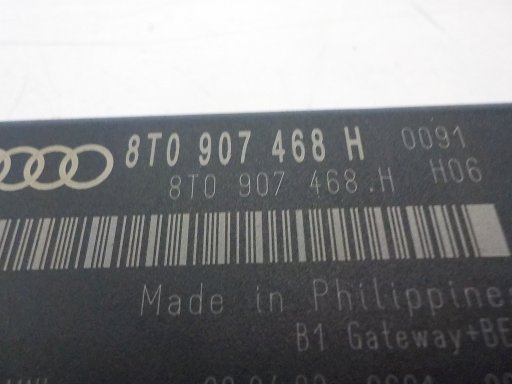 8T0 907 468 H 0091
8T0 907 468.H H06
Made in Philippine
B1 Gateway+BE